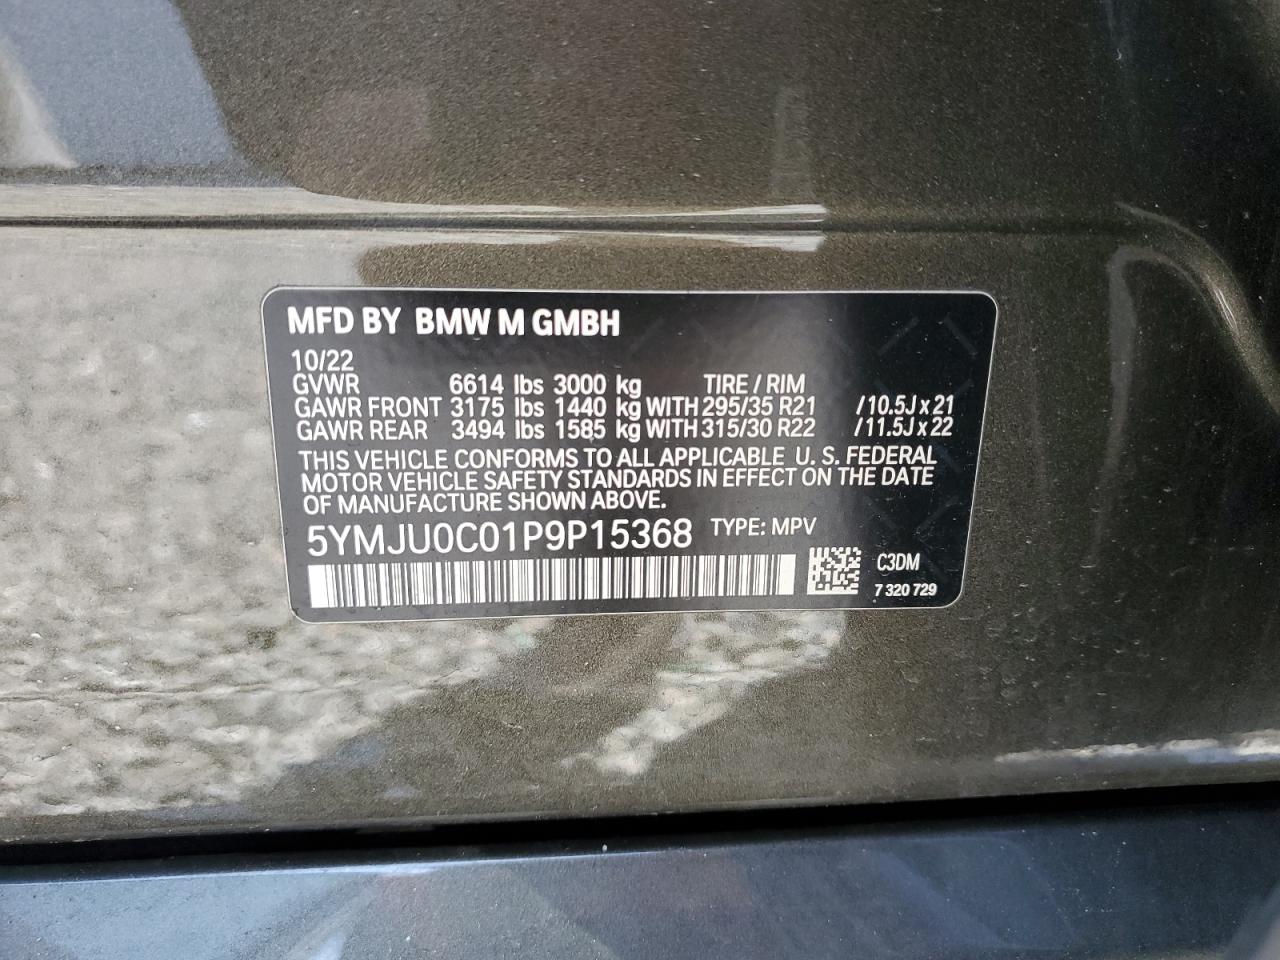 MFD BY BMW M GMBH
10/22
GVWR 6614 lbs 3000 kg TIRE / RIM
GAWR FRONT 3175 lbs 1440 kg WITH 295/35 R21 /10.5J x 21
GAWR REAR 3494 lbs 1585 kg WITH 315/30 R22 /11.5J x 22
THIS VEHICLE CONFORMS TO ALL APPLICABLE U. S. FEDERAL
MOTOR VEHICLE SAFETY STANDARDS IN EFFECT ON THE DATE
OF MANUFACTURE SHOWN ABOVE.
5YMJU0C01P9P15368 TYPE: MPV
C3DM
7 320 729